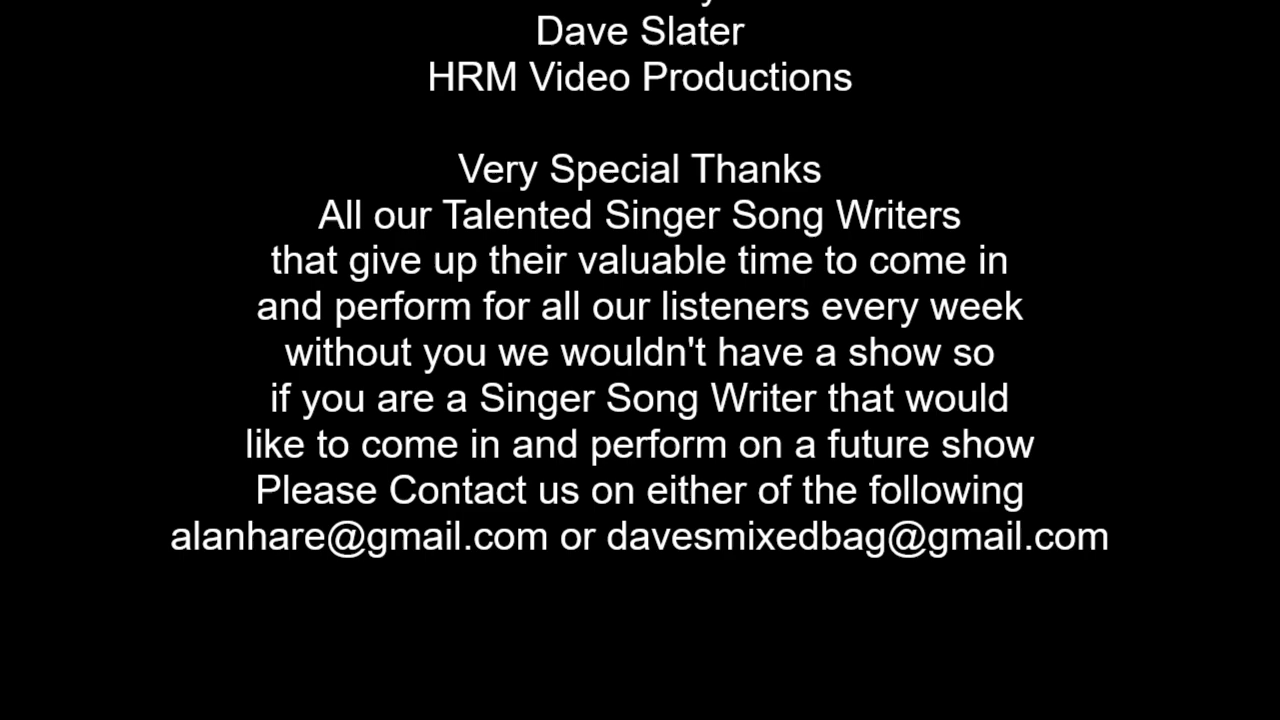 Dave Slater
HRM Video Productions
Very Special Thanks
All our Talented Singer Song Writers
that give up their valuable time to come in
and perform for all our listeners every week
without you we wouldn't have a show so
if you are a Singer Song Writer that would
like to come in and perform on a future show
Please Contact us on either of the following
alanhare@gmail.com or davesmixedbag@gmail.com